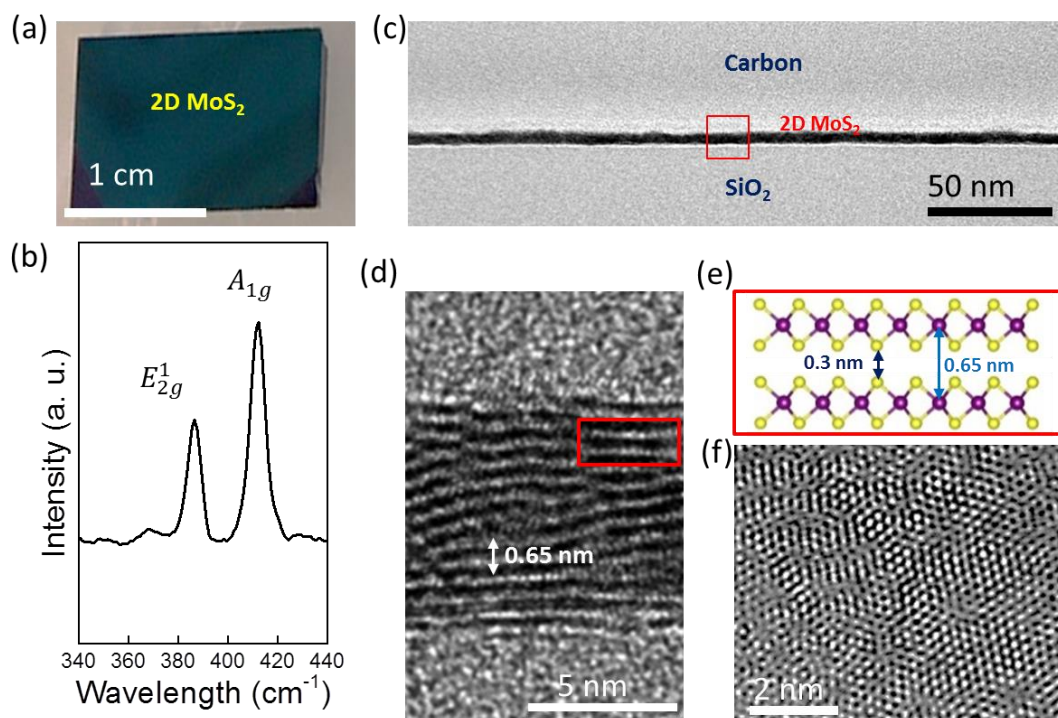 (a)
2D MoS₂
1 cm
(b)
Intensity (a. u.)
E¹₂g
A₁g
340 360 380 400 420 440
Wavelength (cm⁻¹)
(c)
Carbon
2D MoS₂
SiO₂
50 nm
(d)
0.65 nm
5 nm
(e)
0.3 nm
0.65 nm
(f)
2 nm